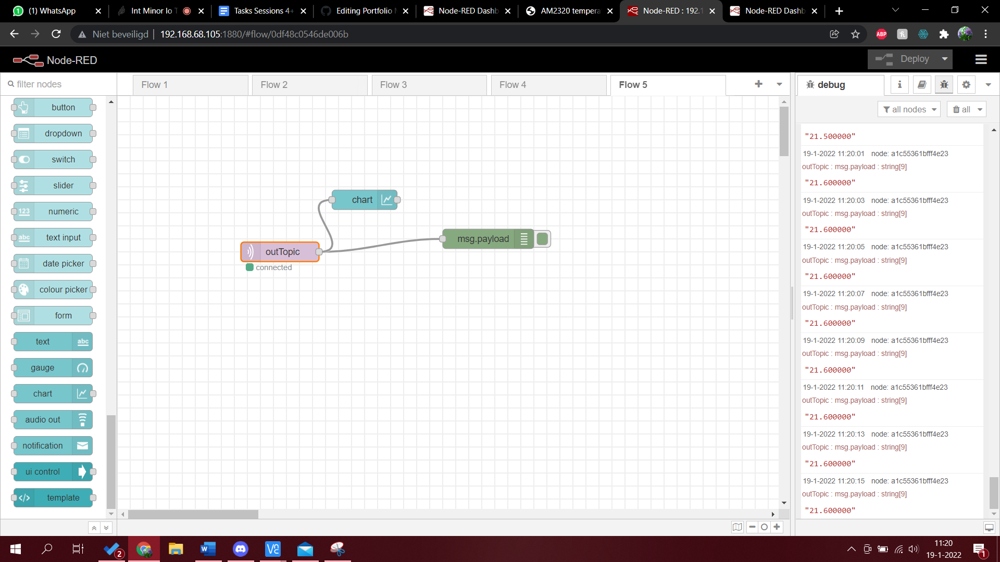 (1) WhatsApp
Int Minor Io T
Tasks Sessions 4+
Editing Portfolio
Node-RED Dashb
AM2320 tempera
Node-RED : 192.1
Node-RED Dashb
Niet beveiligd
192.168.68.105:1880/#flow/0df48c0546de006b
ABP
Node-RED
Deploy
filter nodes
Flow 1
Flow 2
Flow 3
Flow 4
Flow 5
debug
all nodes
all
button
dropdown
switch
slider
123 numeric
abc text input
date picker
colour picker
form
text abc
gauge
chart
audio out
notification
ui control
</> template
chart
msg.payload
outTopic
connected
"21.500000"
19-1-2022 11:20:01 node: a1c55361bfff4e23
outTopic : msg.payload : string[9]
"21.600000"
19-1-2022 11:20:03 node: a1c55361bfff4e23
outTopic : msg.payload : string[9]
"21.600000"
19-1-2022 11:20:05 node: a1c55361bfff4e23
outTopic : msg.payload : string[9]
"21.600000"
19-1-2022 11:20:07 node: a1c55361bfff4e23
outTopic : msg.payload : string[9]
"21.600000"
19-1-2022 11:20:09 node: a1c55361bfff4e23
outTopic : msg.payload : string[9]
"21.600000"
19-1-2022 11:20:11 node: a1c55361bfff4e23
outTopic : msg.payload : string[9]
"21.600000"
19-1-2022 11:20:13 node: a1c55361bfff4e23
outTopic : msg.payload : string[9]
"21.600000"
19-1-2022 11:20:15 node: a1c55361bfff4e23
outTopic : msg.payload : string[9]
"21.600000"
2
11:20
19-1-2022
1